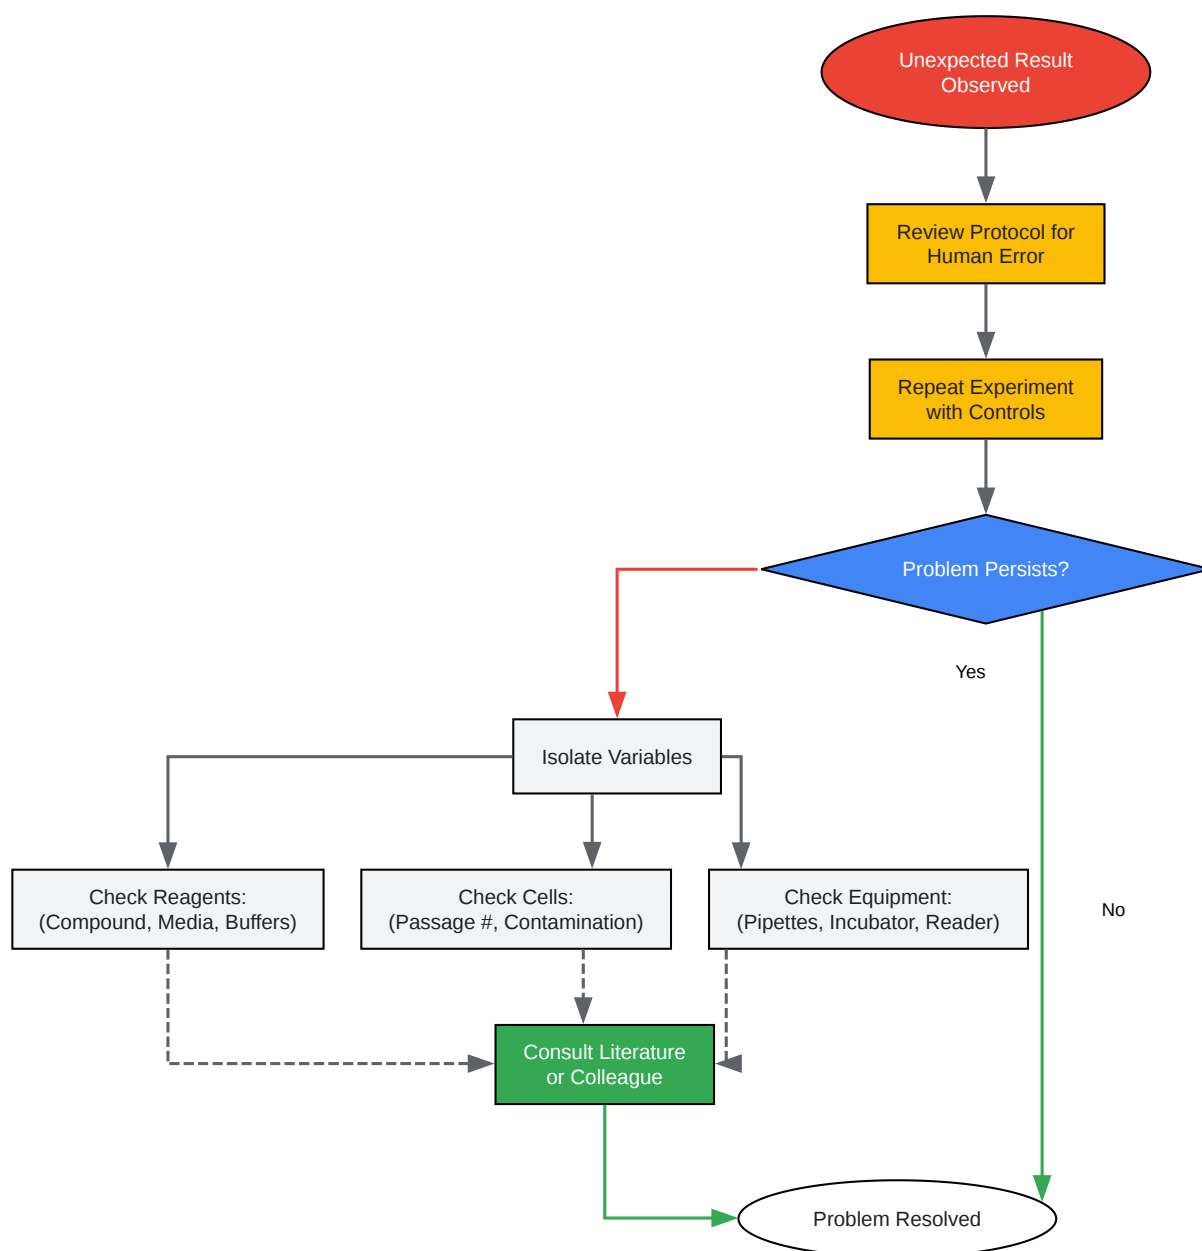 Unexpected Result
Observed
Review Protocol for
Human Error
Repeat Experiment
with Controls
Problem Persists?
Yes
Isolate Variables
Check Reagents:
(Compound, Media, Buffers)
Check Cells:
(Passage #, Contamination)
Check Equipment:
(Pipettes, Incubator, Reader)
No
Consult Literature
or Colleague
Problem Resolved